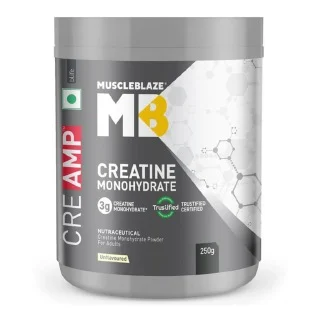 MUSCLEBLAZE®
MB
CREAMP
CREATINE
MONOHYDRATE
3g
CREATINE
MONOHYDRATE*
Trustified
TRUSTIFIED
CERTIFIED
NUTRACEUTICAL
Creatine Monohydrate Powder
For Adults
Unflavoured
250g